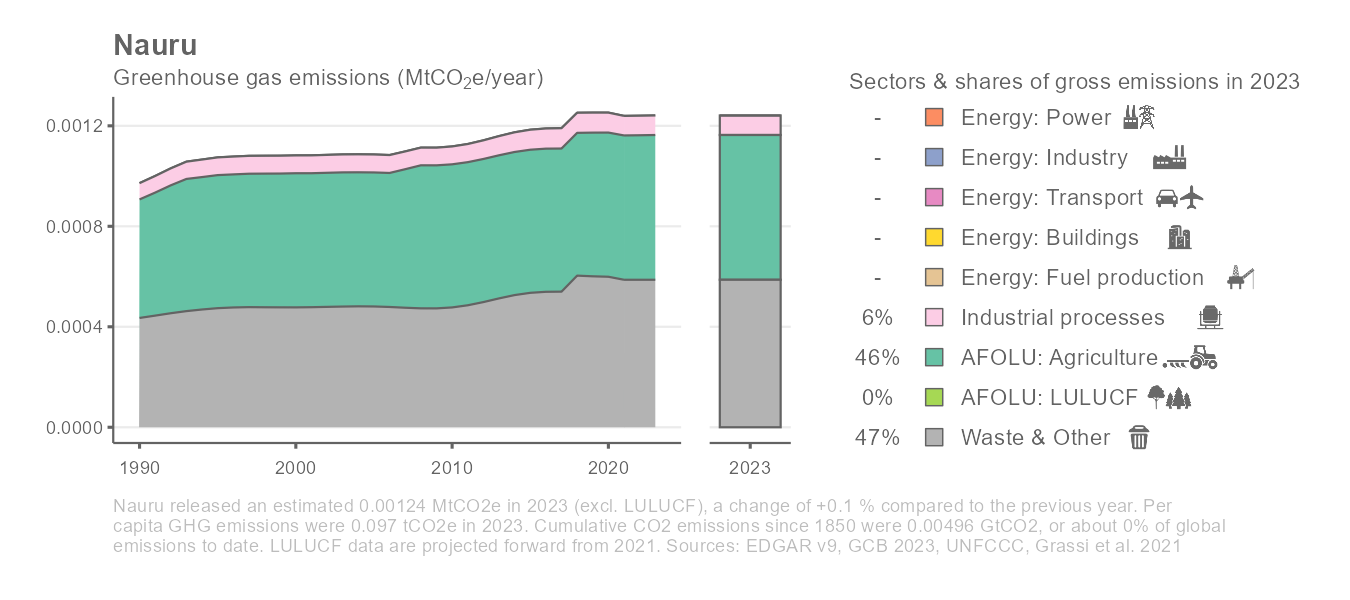 Nauru
Greenhouse gas emissions (MtCO₂e/year)
Sectors & shares of gross emissions in 2023
0.0012
0.0008
0.0004
0.0000
1990
2000
2010
2020
2023
- Energy: Power
- Energy: Industry
- Energy: Transport
- Energy: Buildings
- Energy: Fuel production
6% Industrial processes
46% AFOLU: Agriculture
0% AFOLU: LULUCF
47% Waste & Other
Nauru released an estimated 0.00124 MtCO2e in 2023 (excl. LULUCF), a change of +0.1 % compared to the previous year. Per
capita GHG emissions were 0.097 tCO2e in 2023. Cumulative CO2 emissions since 1850 were 0.00496 GtCO2, or about 0% of global
emissions to date. LULUCF data are projected forward from 2021. Sources: EDGAR v9, GCB 2023, UNFCCC, Grassi et al. 2021